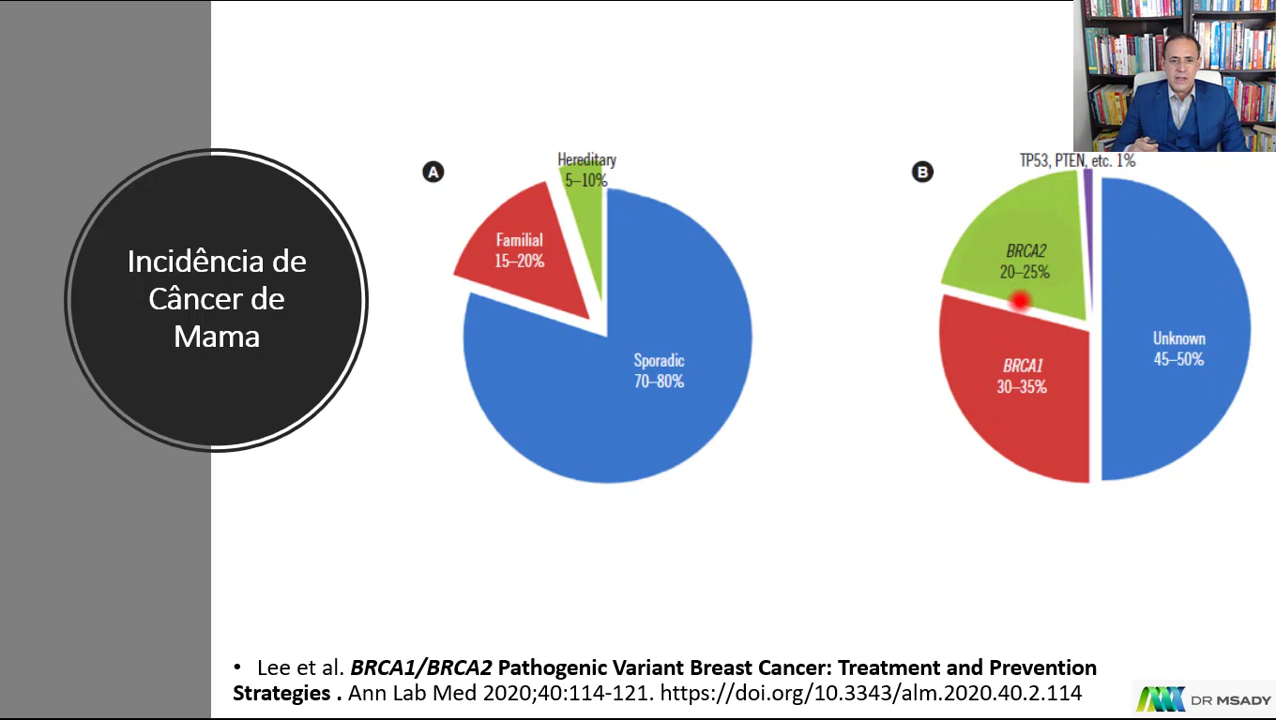 Incidência de
Câncer de
Mama
A
Hereditary
5–10%
Familial
15–20%
Sporadic
70–80%
B
TP53, PTEN, etc. 1%
BRCA2
20–25%
BRCA1
30–35%
Unknown
45–50%
• Lee et al. BRCA1/BRCA2 Pathogenic Variant Breast Cancer: Treatment and Prevention
Strategies . Ann Lab Med 2020;40:114-121. https://doi.org/10.3343/alm.2020.40.2.114
DR MSADY